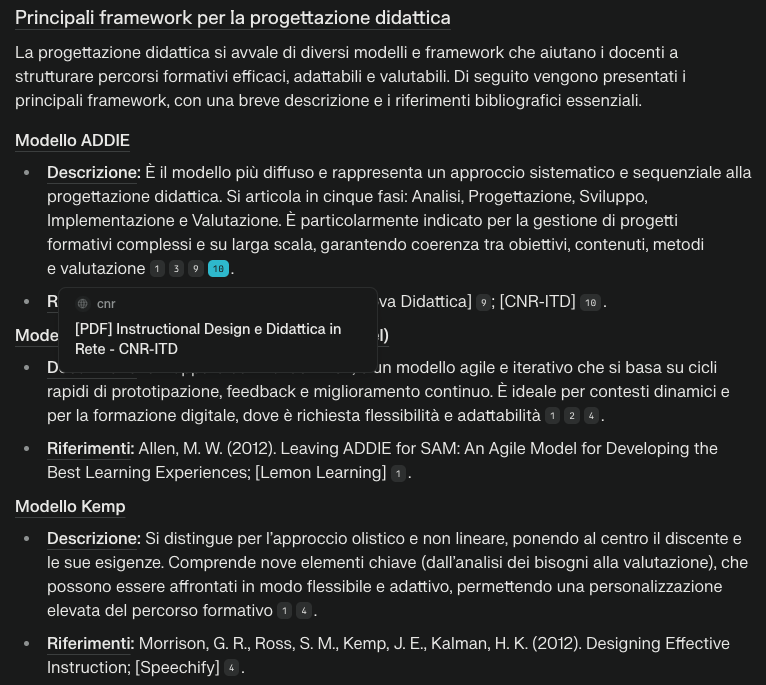 Principali framework per la progettazione didattica
La progettazione didattica si avvale di diversi modelli e framework che aiutano i docenti a
strutturare percorsi formativi efficaci, adattabili e valutabili. Di seguito vengono presentati i
principali framework, con una breve descrizione e i riferimenti bibliografici essenziali.
Modello ADDIE
• Descrizione: È il modello più diffuso e rappresenta un approccio sistematico e sequenziale alla
progettazione didattica. Si articola in cinque fasi: Analisi, Progettazione, Sviluppo,
Implementazione e Valutazione. È particolarmente indicato per la gestione di progetti
formativi complessi e su larga scala, garantendo coerenza tra obiettivi, contenuti, metodi
e valutazione 1 3 9 10.
• R va Didattica] 9; [CNR-ITD] 10.
cnr
[PDF] Instructional Design e Didattica in
Rete - CNR-ITD
Mode l)
• De un modello agile e iterativo che si basa su cicli
rapidi di prototipazione, feedback e miglioramento continuo. È ideale per contesti dinamici e
per la formazione digitale, dove è richiesta flessibilità e adattabilità 1 2 4.
• Riferimenti: Allen, M. W. (2012). Leaving ADDIE for SAM: An Agile Model for Developing the
Best Learning Experiences; [Lemon Learning] 1.
Modello Kemp
• Descrizione: Si distingue per l'approccio olistico e non lineare, ponendo al centro il discente e
le sue esigenze. Comprende nove elementi chiave (dall'analisi dei bisogni alla valutazione), che
possono essere affrontati in modo flessibile e adattivo, permettendo una personalizzazione
elevata del percorso formativo 1 4.
• Riferimenti: Morrison, G. R., Ross, S. M., Kemp, J. E., Kalman, H. K. (2012). Designing Effective
Instruction; [Speechify] 4.